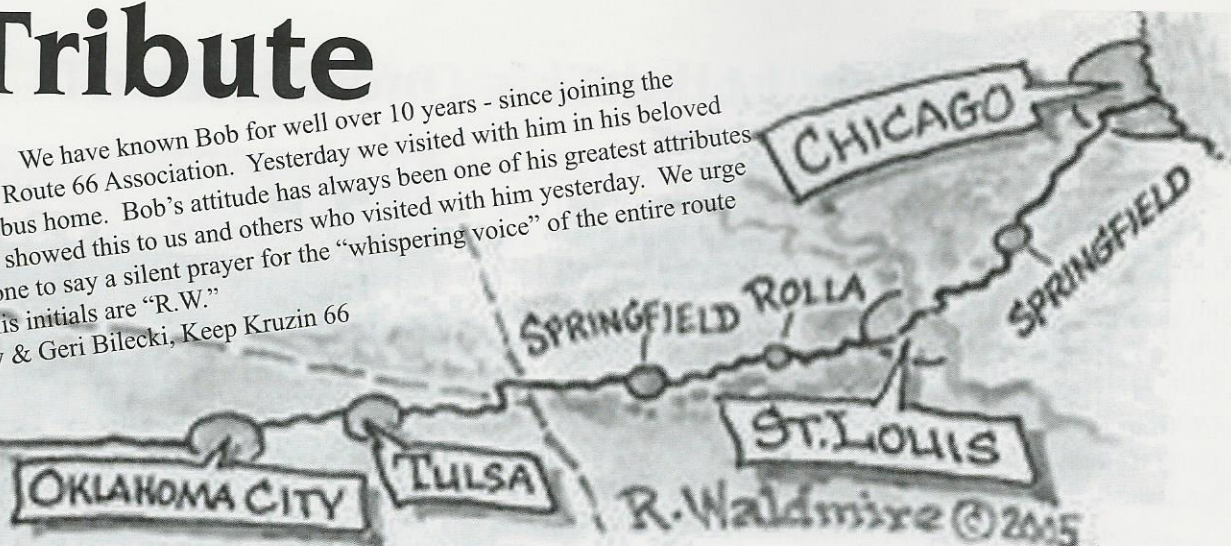 Tribute
We have known Bob for well over 10 years - since joining the
Route 66 Association. Yesterday we visited with him in his beloved
bus home. Bob's attitude has always been one of his greatest attributes
showed this to us and others who visited with him yesterday. We urge
one to say a silent prayer for the “whispering voice” of the entire route
is initials are “R.W.”
& Geri Bilecki, Keep Kruzin 66
CHICAGO
SPRINGFIELD
SPRINGFIELD ROLLA
ST. LOUIS
TULSA
OKLAHOMA CITY
R. Waldmire © 2005